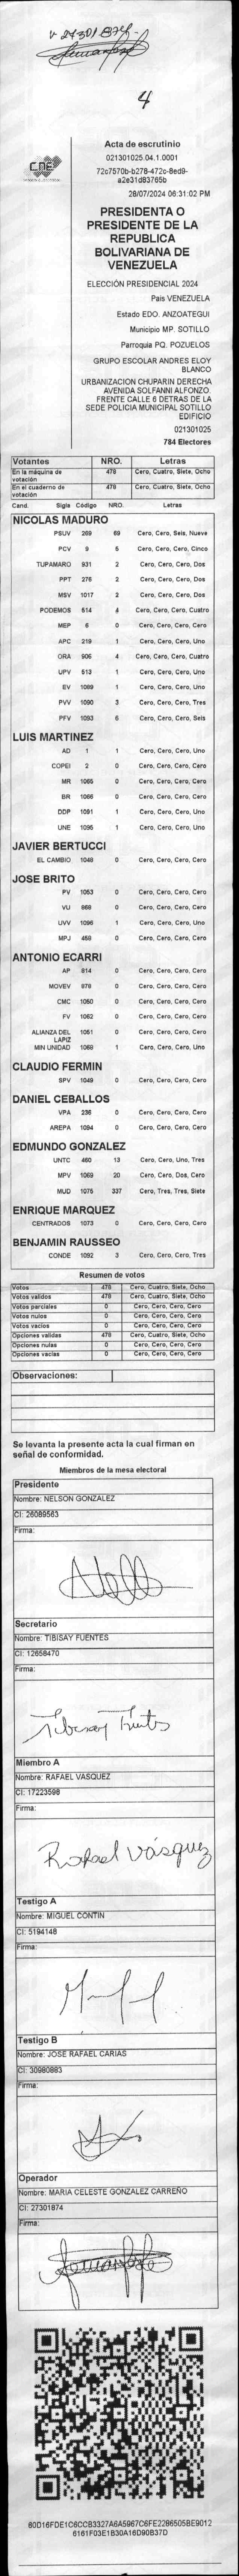 V-27301874
4
CNE
Acta de escrutinio
021301025.04.1.0001
72c7570b-b278-472c-8ed9-
a2e31d83765b
28/07/2024 06:31:02 PM
PRESIDENTA O
PRESIDENTE DE LA
REPUBLICA
BOLIVARIANA DE
VENEZUELA
ELECCIÓN PRESIDENCIAL 2024
Pais VENEZUELA
Estado EDO. ANZOATEGUI
Municipio MP. SOTILLO
Parroquia PQ. POZUELOS
GRUPO ESCOLAR ANDRES ELOY
BLANCO
URBANIZACION CHUPARIN DERECHA
AVENIDA SOLFANNI ALFONZO.
FRENTE CALLE 6 DETRAS DE LA
SEDE POLICIA MUNICIPAL SOTILLO
EDIFICIO
021301025
784 Electores
Votantes NRO. Letras
En la máquina de votación 478 Cero, Cuatro, Siete, Ocho
En el cuaderno de votación 478 Cero, Cuatro, Siete, Ocho
Cand. Sigla Código NRO. Letras
NICOLAS MADURO
PSUV 269 69 Cero, Cero, Seis, Nueve
PCV 9 5 Cero, Cero, Cero, Cinco
TUPAMARO 931 2 Cero, Cero, Cero, Dos
PPT 276 2 Cero, Cero, Cero, Dos
MSV 1017 2 Cero, Cero, Cero, Dos
PODEMOS 514 4 Cero, Cero, Cero, Cuatro
MEP 6 0 Cero, Cero, Cero, Cero
APC 219 1 Cero, Cero, Cero, Uno
ORA 906 4 Cero, Cero, Cero, Cuatro
UPV 513 1 Cero, Cero, Cero, Uno
EV 1089 1 Cero, Cero, Cero, Uno
PVV 1090 3 Cero, Cero, Cero, Tres
PFV 1093 6 Cero, Cero, Cero, Seis
LUIS MARTINEZ
AD 1 1 Cero, Cero, Cero, Uno
COPEI 2 0 Cero, Cero, Cero, Cero
MR 1065 0 Cero, Cero, Cero, Cero
BR 1066 0 Cero, Cero, Cero, Cero
DDP 1091 1 Cero, Cero, Cero, Uno
UNE 1095 1 Cero, Cero, Cero, Uno
JAVIER BERTUCCI
EL CAMBIO 1048 0 Cero, Cero, Cero, Cero
JOSE BRITO
PV 1053 0 Cero, Cero, Cero, Cero
VU 868 0 Cero, Cero, Cero, Cero
UVV 1096 1 Cero, Cero, Cero, Uno
MPJ 458 0 Cero, Cero, Cero, Cero
ANTONIO ECARRI
AP 814 0 Cero, Cero, Cero, Cero
MOVEV 978 0 Cero, Cero, Cero, Cero
CMC 1050 0 Cero, Cero, Cero, Cero
FV 1052 0 Cero, Cero, Cero, Cero
ALIANZA DEL LAPIZ 1051 0 Cero, Cero, Cero, Cero
MIN UNIDAD 1068 1 Cero, Cero, Cero, Uno
CLAUDIO FERMIN
SPV 1049 0 Cero, Cero, Cero, Cero
DANIEL CEBALLOS
VPA 236 0 Cero, Cero, Cero, Cero
AREPA 1094 0 Cero, Cero, Cero, Cero
EDMUNDO GONZALEZ
UNTC 460 13 Cero, Cero, Uno, Tres
MPV 1069 20 Cero, Cero, Dos, Cero
MUD 1075 337 Cero, Tres, Tres, Siete
ENRIQUE MARQUEZ
CENTRADOS 1073 0 Cero, Cero, Cero, Cero
BENJAMIN RAUSSEO
CONDE 1092 3 Cero, Cero, Cero, Tres
Resumen de votos
Votos 478 Cero, Cuatro, Siete, Ocho
Votos validos 478 Cero, Cuatro, Siete, Ocho
Votos parciales 0 Cero, Cero, Cero, Cero
Votos nulos 0 Cero, Cero, Cero, Cero
Votos vacios 0 Cero, Cero, Cero, Cero
Opciones validas 478 Cero, Cuatro, Siete, Ocho
Opciones nulas 0 Cero, Cero, Cero, Cero
Opciones vacias 0 Cero, Cero, Cero, Cero
Observaciones:
Se levanta la presente acta la cual firman en
señal de conformidad.
Miembros de la mesa electoral
Presidente
Nombre: NELSON GONZALEZ
CI: 26089563
Firma:
Secretario
Nombre: TIBISAY FUENTES
CI: 12658470
Firma:
Tibisay Fuentes
Miembro A
Nombre: RAFAEL VASQUEZ
CI: 17223598
Firma:
Rafael Vásquez
Testigo A
Nombre: MIGUEL CONTIN
CI: 5194148
Firma:
Testigo B
Nombre: JOSE RAFAEL CARIAS
CI: 30980883
Firma:
Operador
Nombre: MARIA CELESTE GONZALEZ CARREÑO
CI: 27301874
Firma:
60D16FDE1C6CCB3327A6A5967C6FE2286505BE9012
6161F03E1B30A16D90B37D